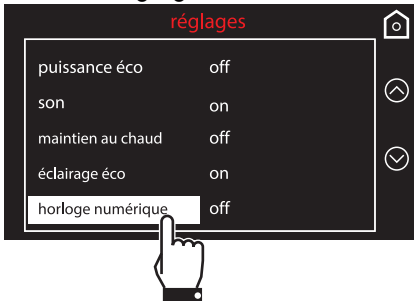 réglages
puissance éco off
son on
maintien au chaud off
éclairage éco on
horloge numérique off